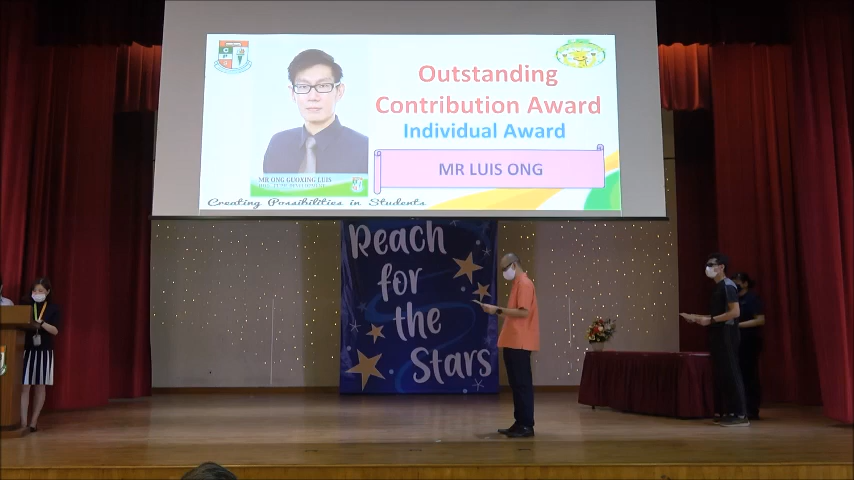 Outstanding
Contribution Award
Individual Award
MR LUIS ONG
MR ONG GUOXING LUIS
Creating Possibilities in Students
Reach
for
the
Stars